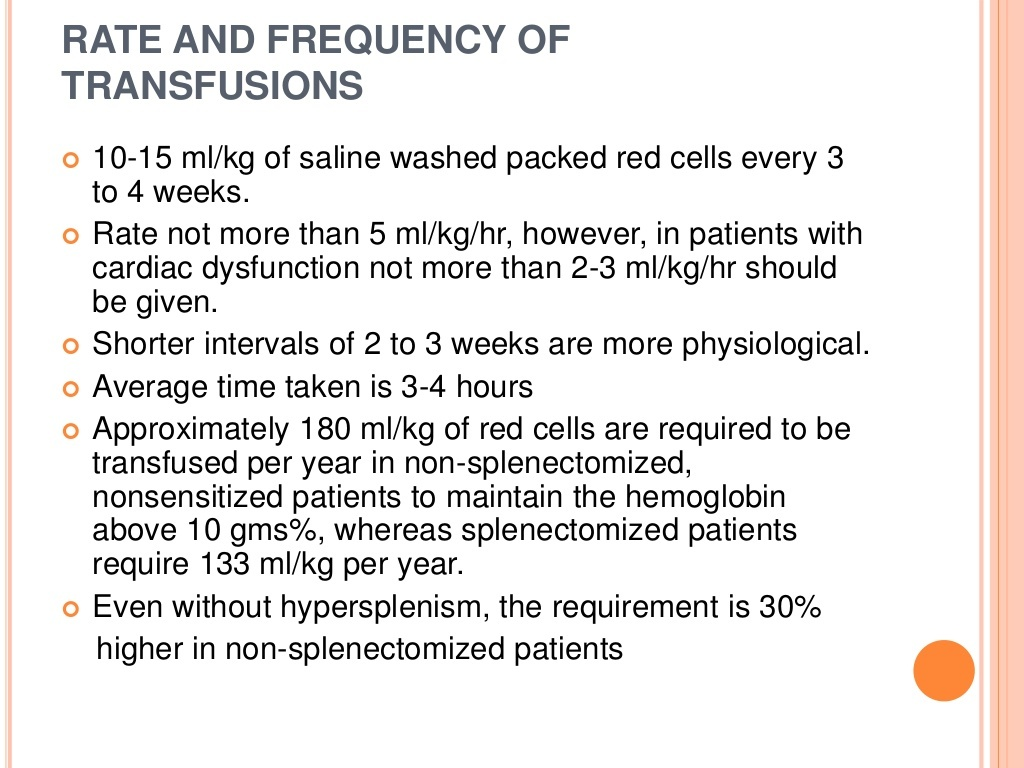 RATE AND FREQUENCY OF
TRANSFUSIONS
10-15 ml/kg of saline washed packed red cells every 3
to 4 weeks.
Rate not more than 5 ml/kg/hr, however, in patients with
cardiac dysfunction not more than 2-3 ml/kg/hr should
be given.
Shorter intervals of 2 to 3 weeks are more physiological.
Average time taken is 3-4 hours
Approximately 180 ml/kg of red cells are required to be
transfused per year in non-splenectomized,
nonsensitized patients to maintain the hemoglobin
above 10 gms%, whereas splenectomized patients
require 133 ml/kg per year.
Even without hypersplenism, the requirement is 30%
higher in non-splenectomized patients